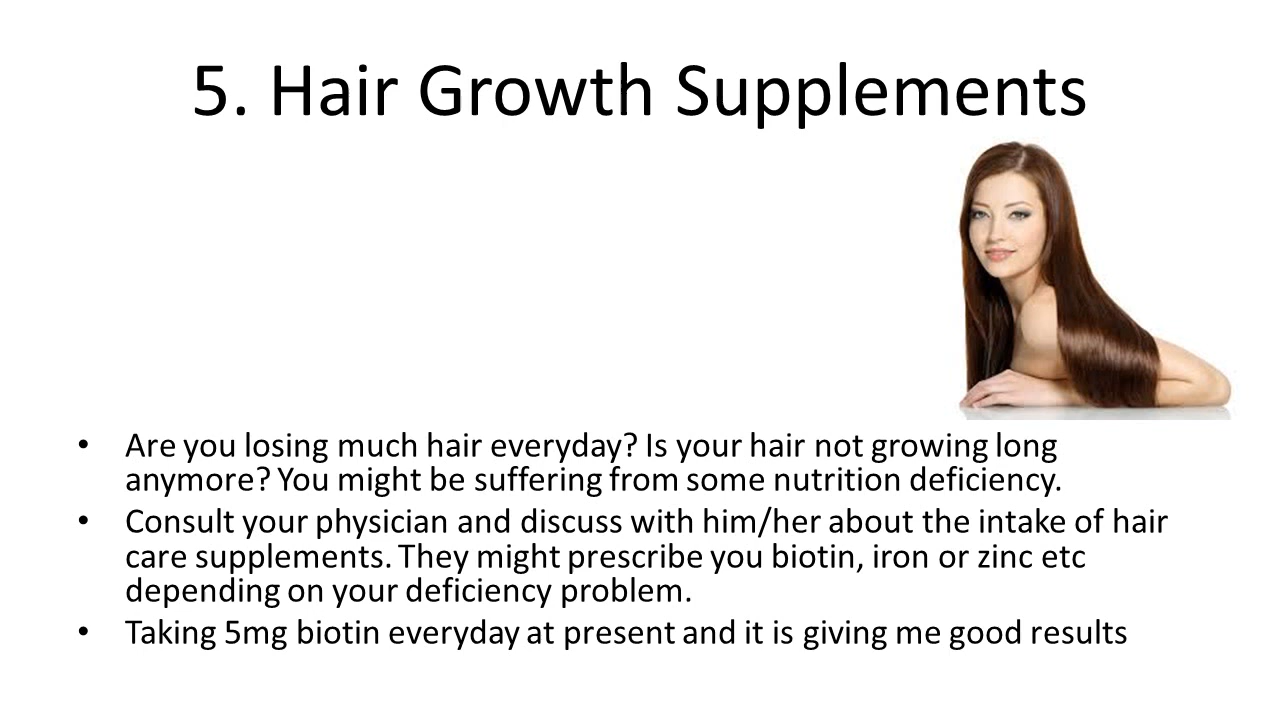 5. Hair Growth Supplements
• Are you losing much hair everyday? Is your hair not growing long
anymore? You might be suffering from some nutrition deficiency.
• Consult your physician and discuss with him/her about the intake of hair
care supplements. They might prescribe you biotin, iron or zinc etc
depending on your deficiency problem.
• Taking 5mg biotin everyday at present and it is giving me good results